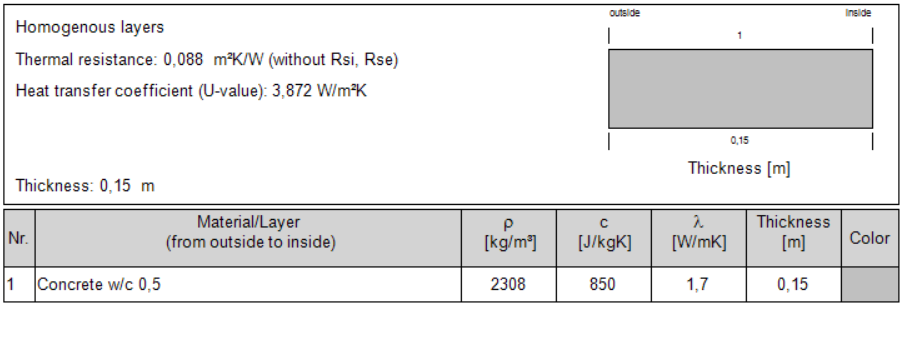 Homogenous layers
Thermal resistance: 0,088 m²K/W (without Rsi, Rse)
Heat transfer coefficient (U-value): 3,872 W/m²K
Thickness: 0,15 m
outside inside
1
0,15
Thickness [m]
Nr. Material/Layer (from outside to inside) ρ [kg/m³] c [J/kgK] λ [W/mK] Thickness [m] Color
1 Concrete w/c 0,5 2308 850 1,7 0,15